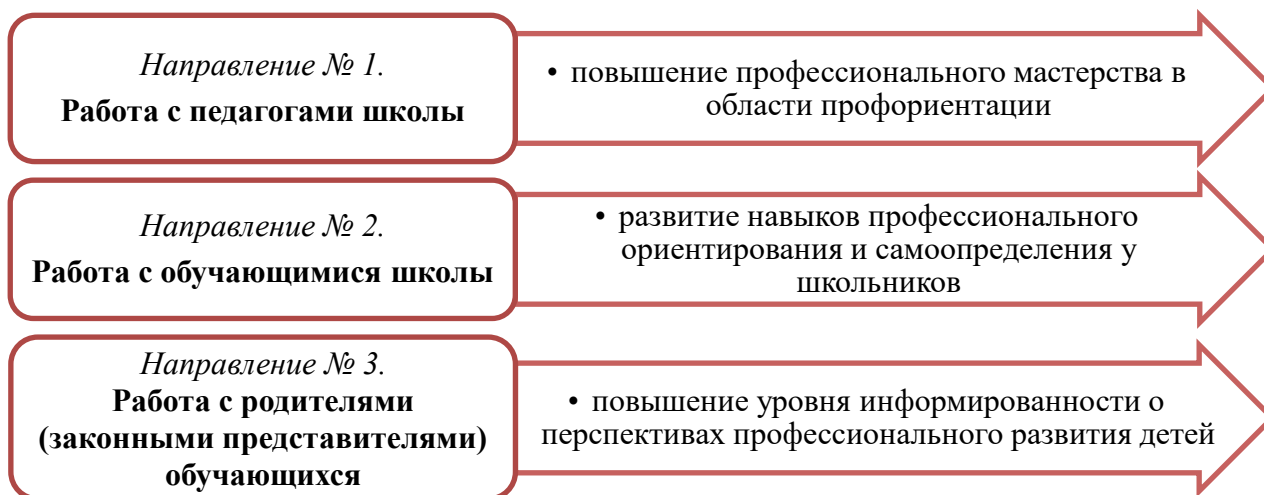 Направление № 1.
Работа с педагогами школы
• повышение профессионального мастерства в
области профориентации
Направление № 2.
Работа с обучающимися школы
• развитие навыков профессионального
ориентирования и самоопределения у
школьников
Направление № 3.
Работа с родителями
(законными представителями)
обучающихся
• повышение уровня информированности о
перспективах профессионального развития детей